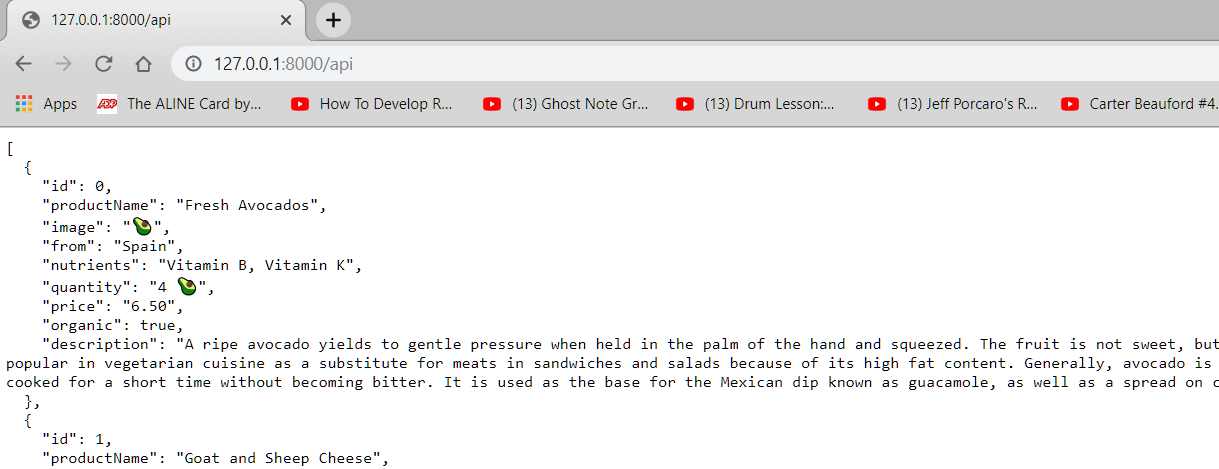 127.0.0.1:8000/api
127.0.0.1:8000/api
Apps ADP The ALINE Card by... How To Develop R... (13) Ghost Note Gr... (13) Drum Lesson:... (13) Jeff Porcaro's R... Carter Beauford #4.
[
{
"id": 0,
"productName": "Fresh Avocados",
"image": "🥑",
"from": "Spain",
"nutrients": "Vitamin B, Vitamin K",
"quantity": "4 🥑",
"price": "6.50",
"organic": true,
"description": "A ripe avocado yields to gentle pressure when held in the palm of the hand and squeezed. The fruit is not sweet, but
popular in vegetarian cuisine as a substitute for meats in sandwiches and salads because of its high fat content. Generally, avocado is
cooked for a short time without becoming bitter. It is used as the base for the Mexican dip known as guacamole, as well as a spread on
},
{
"id": 1,
"productName": "Goat and Sheep Cheese",